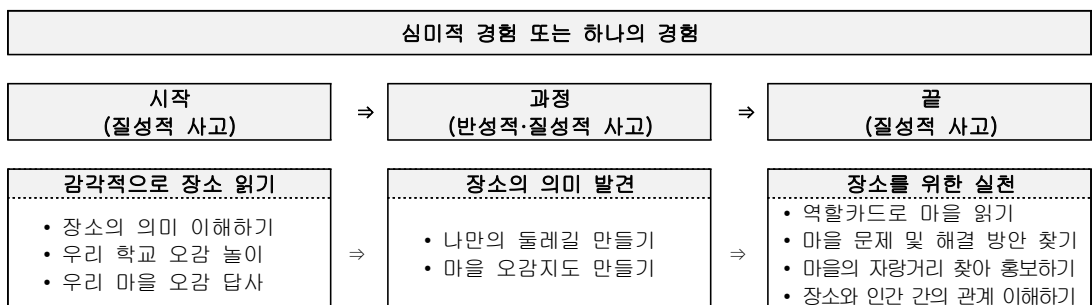 심미적 경험 또는 하나의 경험
시작
(질성적 사고)
⇒
과정
(반성적·질성적 사고)
⇒
끝
(질성적 사고)
감각적으로 장소 읽기
• 장소의 의미 이해하기
• 우리 학교 오감 놀이
• 우리 마을 오감 답사
⇒
장소의 의미 발견
• 나만의 둘레길 만들기
• 마을 오감지도 만들기
⇒
장소를 위한 실천
• 역할카드로 마을 읽기
• 마을 문제 및 해결 방안 찾기
• 마을의 자랑거리 찾아 홍보하기
• 장소와 인간 간의 관계 이해하기